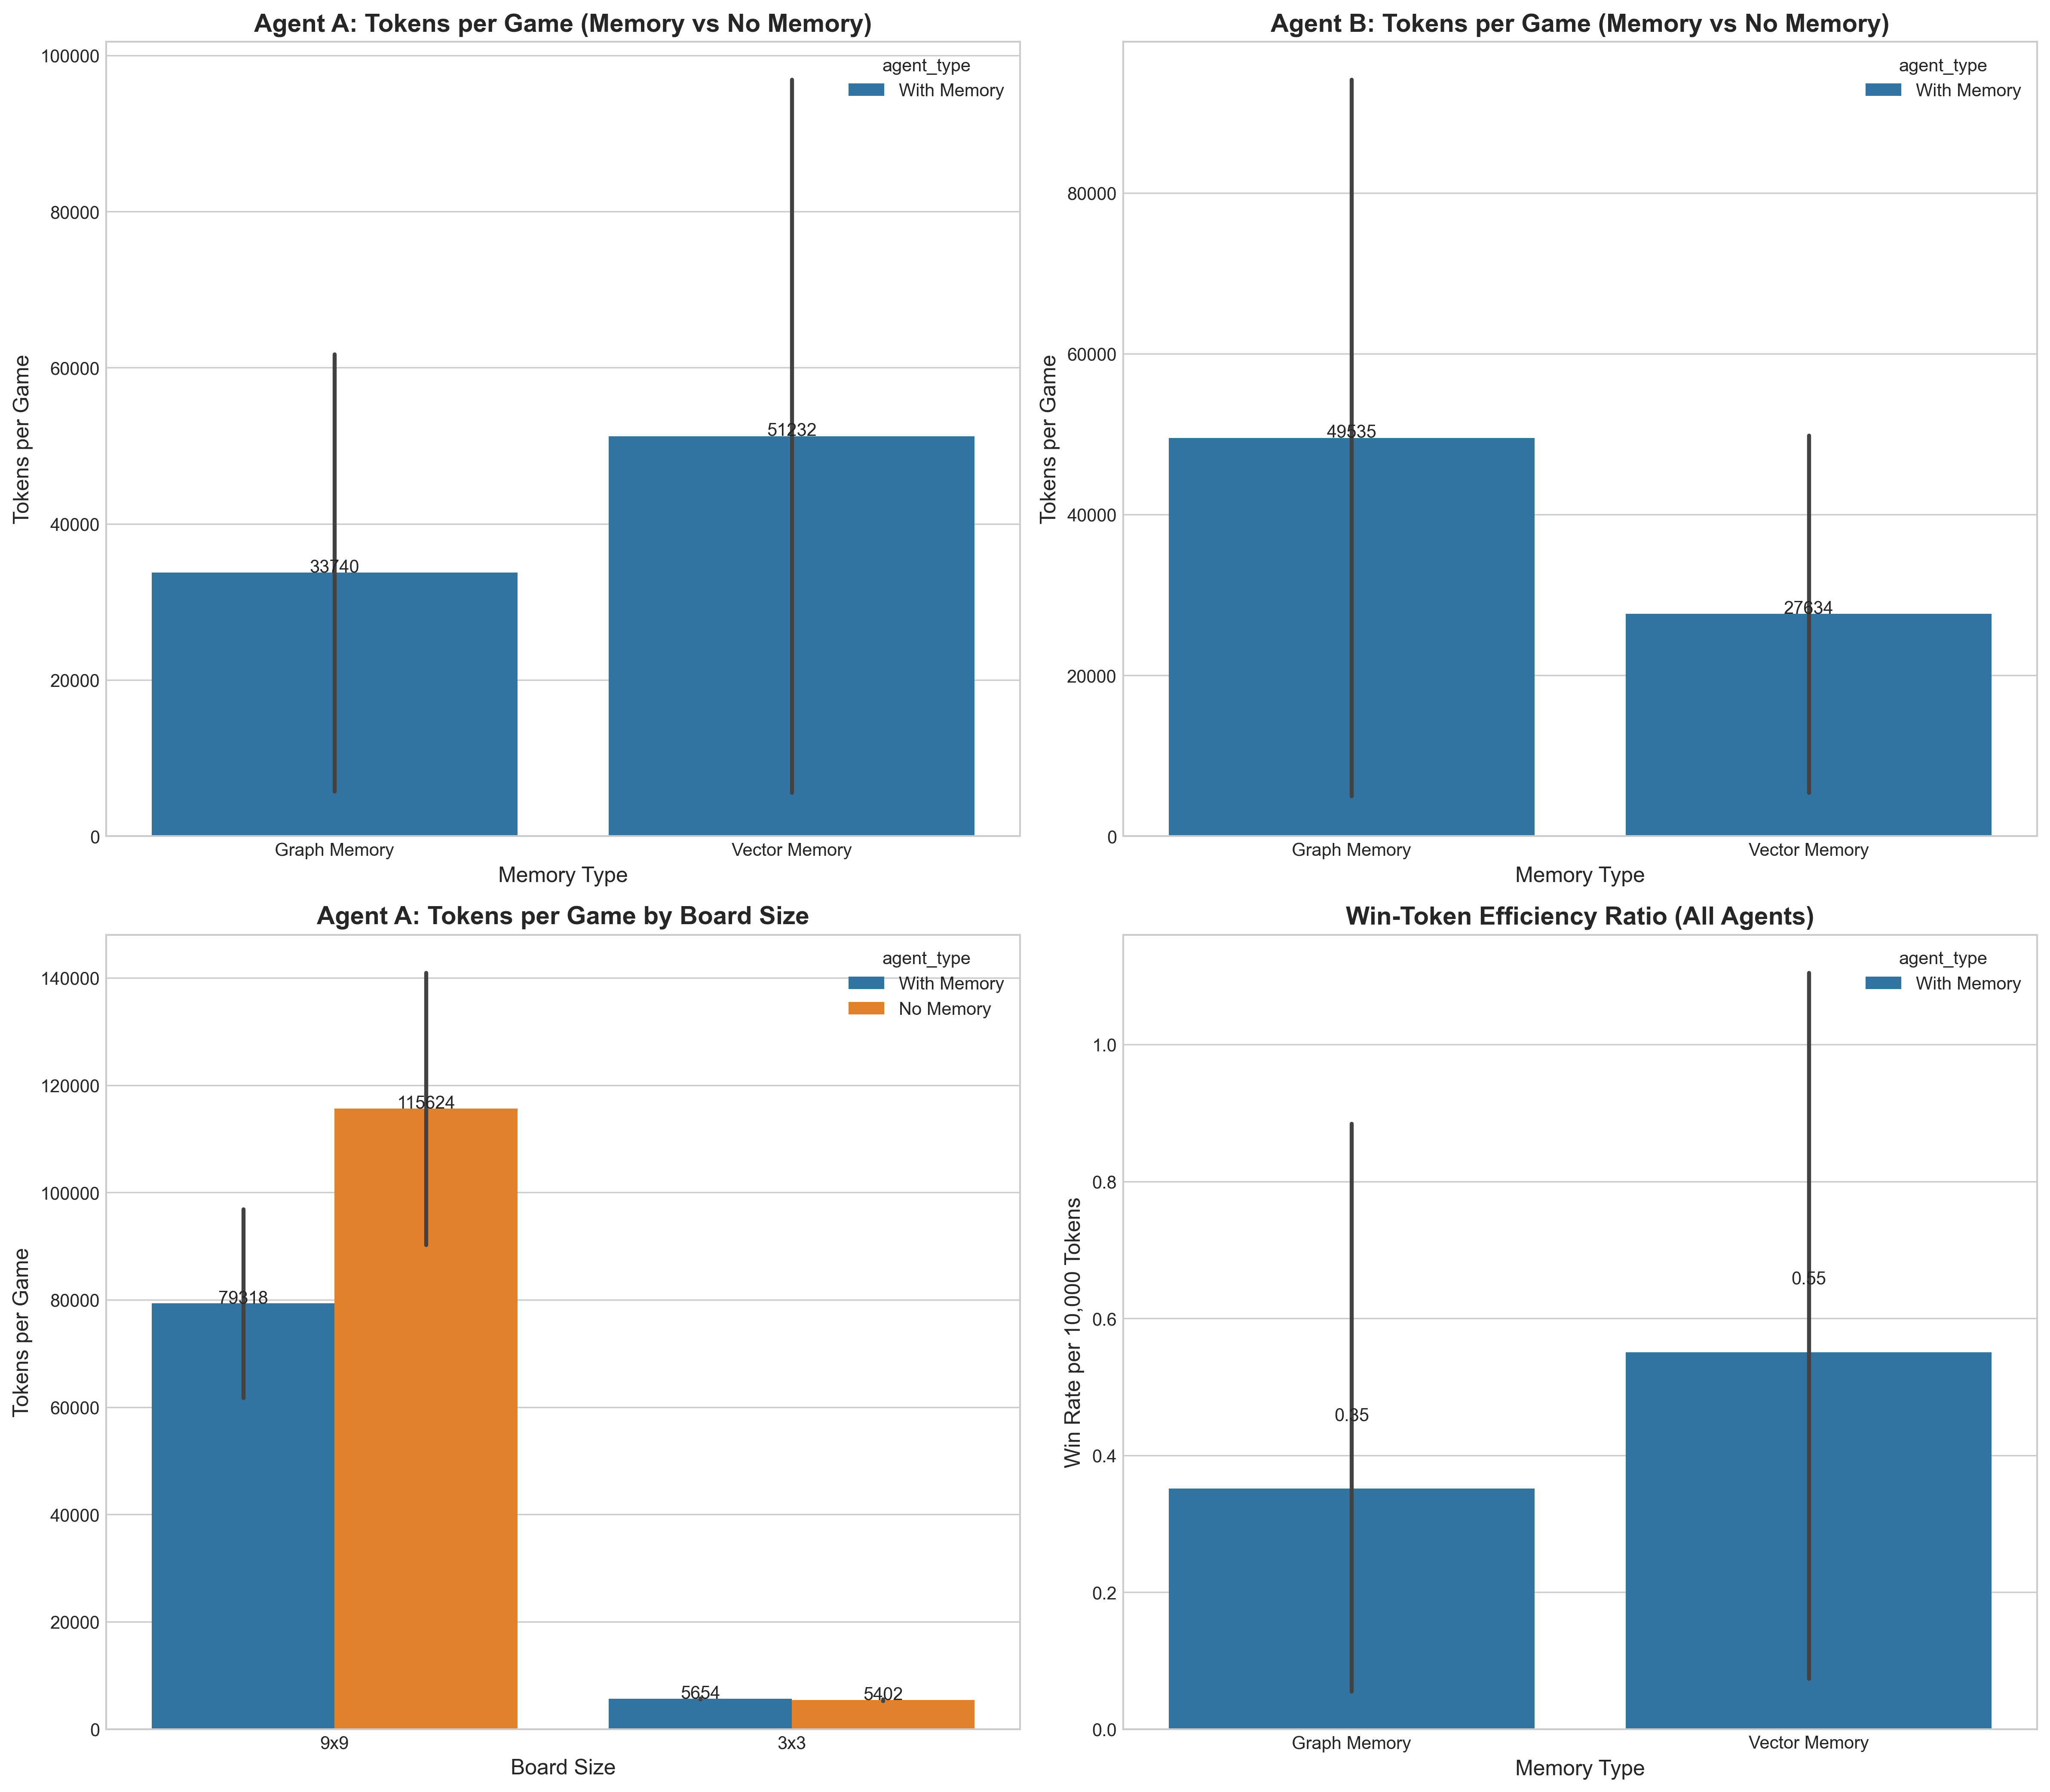 Agent A: Tokens per Game (Memory vs No Memory)
Tokens per Game
100000
80000
60000
40000
20000
0
agent_type
With Memory
33740
51232
Graph Memory
Vector Memory
Memory Type
Agent B: Tokens per Game (Memory vs No Memory)
Tokens per Game
80000
60000
40000
20000
0
agent_type
With Memory
49535
27634
Graph Memory
Vector Memory
Memory Type
Agent A: Tokens per Game by Board Size
Tokens per Game
140000
120000
100000
80000
60000
40000
20000
0
agent_type
With Memory
No Memory
79318
115624
5654
5402
9x9
3x3
Board Size
Win-Token Efficiency Ratio (All Agents)
Win Rate per 10,000 Tokens
1.0
0.8
0.6
0.4
0.2
0.0
agent_type
With Memory
0.35
0.55
Graph Memory
Vector Memory
Memory Type